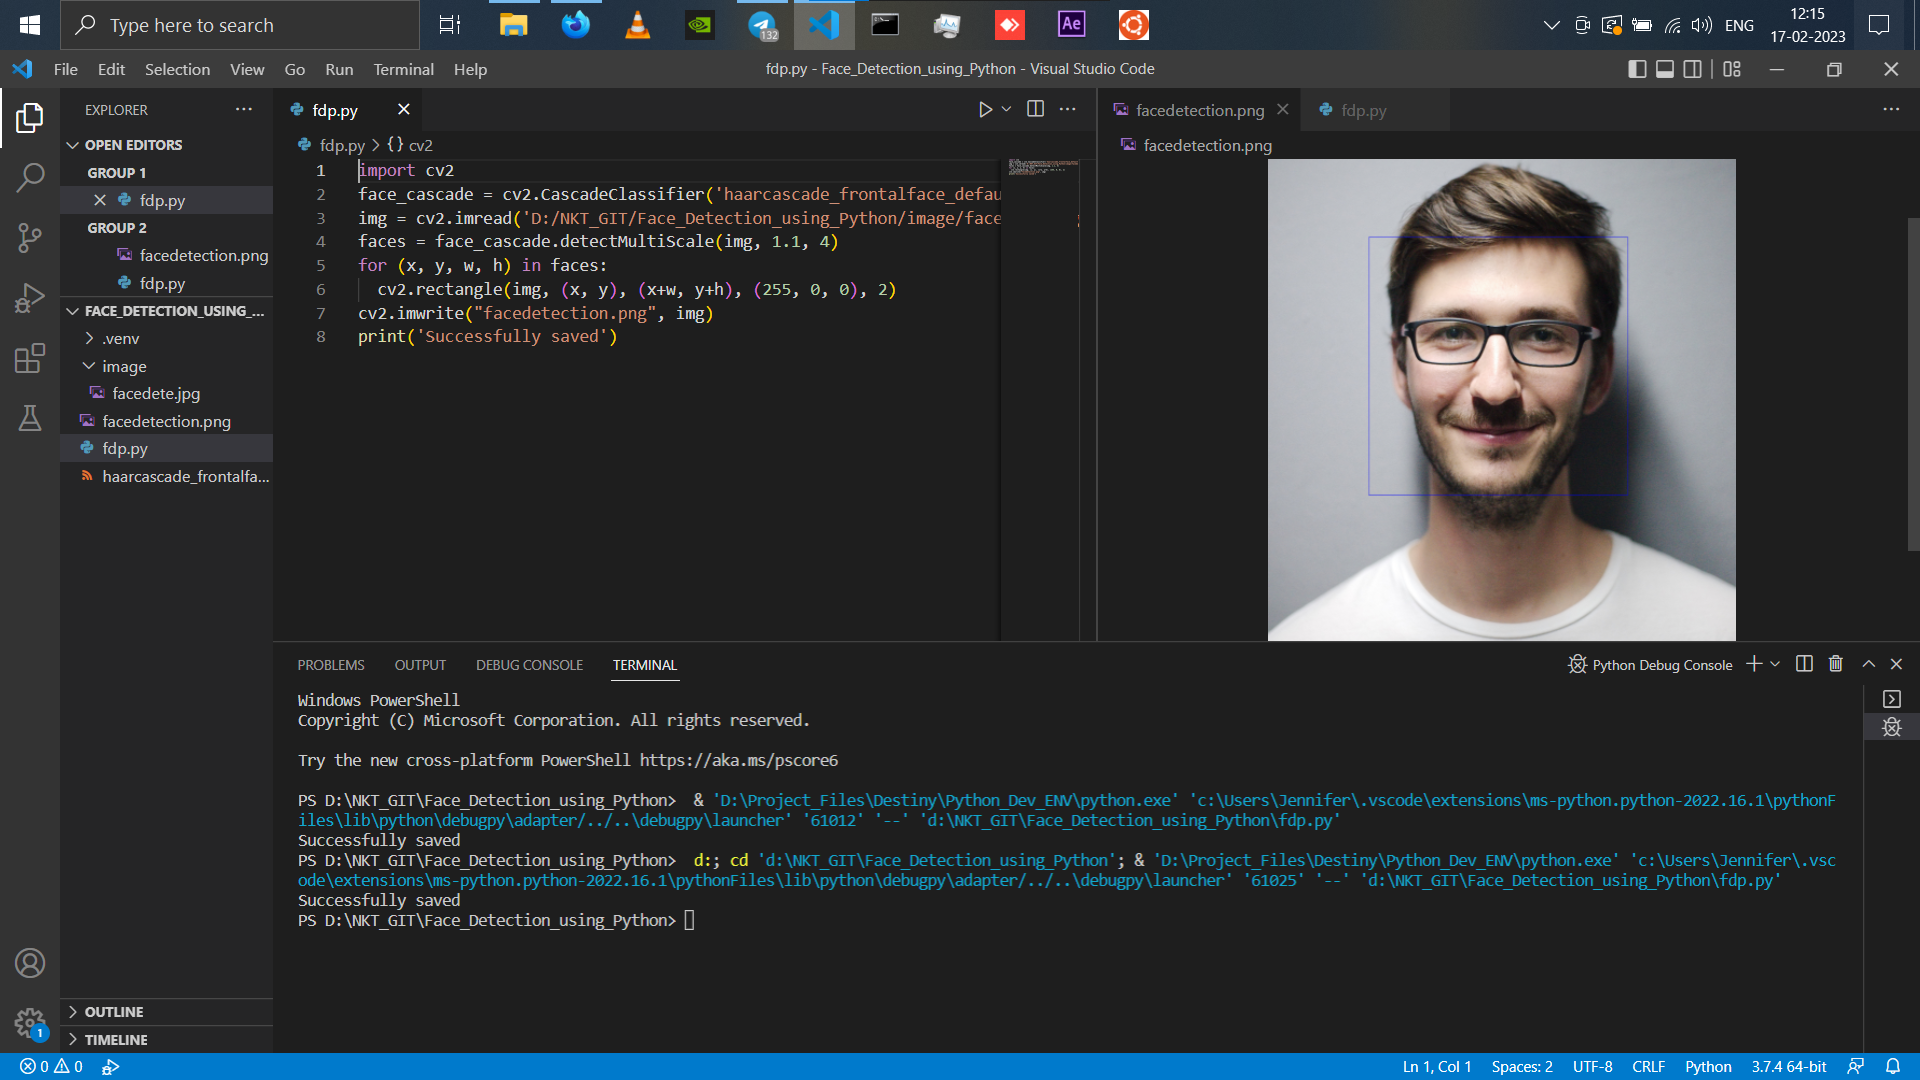 Type here to search
132
Ae
ENG
12:15
17-02-2023
File Edit Selection View Go Run Terminal Help
fdp.py - Face_Detection_using_Python - Visual Studio Code
EXPLORER
OPEN EDITORS
GROUP 1
fdp.py
GROUP 2
facedetection.png
fdp.py
FACE_DETECTION_USING_...
.venv
image
facedete.jpg
facedetection.png
fdp.py
haarcascade_frontalfa...
OUTLINE
TIMELINE
1
fdp.py
fdp.py > {} cv2
1 import cv2
2 face_cascade = cv2.CascadeClassifier('haarcascade_frontalface_defau
3 img = cv2.imread('D:/NKT_GIT/Face_Detection_using_Python/image/face
4 faces = face_cascade.detectMultiScale(img, 1.1, 4)
5 for (x, y, w, h) in faces:
6 cv2.rectangle(img, (x, y), (x+w, y+h), (255, 0, 0), 2)
7 cv2.imwrite("facedetection.png", img)
8 print('Successfully saved')
facedetection.png fdp.py
facedetection.png
PROBLEMS OUTPUT DEBUG CONSOLE TERMINAL
Python Debug Console
Windows PowerShell
Copyright (C) Microsoft Corporation. All rights reserved.
Try the new cross-platform PowerShell https://aka.ms/pscore6
PS D:\NKT_GIT\Face_Detection_using_Python> & 'D:\Project_Files\Destiny\Python_Dev_ENV\python.exe' 'c:\Users\Jennifer\.vscode\extensions\ms-python.python-2022.16.1\pythonF
iles\lib\python\debugpy\adapter/../..\debugpy\launcher' '61012' '--' 'd:\NKT_GIT\Face_Detection_using_Python\fdp.py'
Successfully saved
PS D:\NKT_GIT\Face_Detection_using_Python> d:; cd 'd:\NKT_GIT\Face_Detection_using_Python'; & 'D:\Project_Files\Destiny\Python_Dev_ENV\python.exe' 'c:\Users\Jennifer\.vsc
ode\extensions\ms-python.python-2022.16.1\pythonFiles\lib\python\debugpy\adapter/../..\debugpy\launcher' '61025' '--' 'd:\NKT_GIT\Face_Detection_using_Python\fdp.py'
Successfully saved
PS D:\NKT_GIT\Face_Detection_using_Python>
0 0
Ln 1, Col 1 Spaces: 2 UTF-8 CRLF Python 3.7.4 64-bit